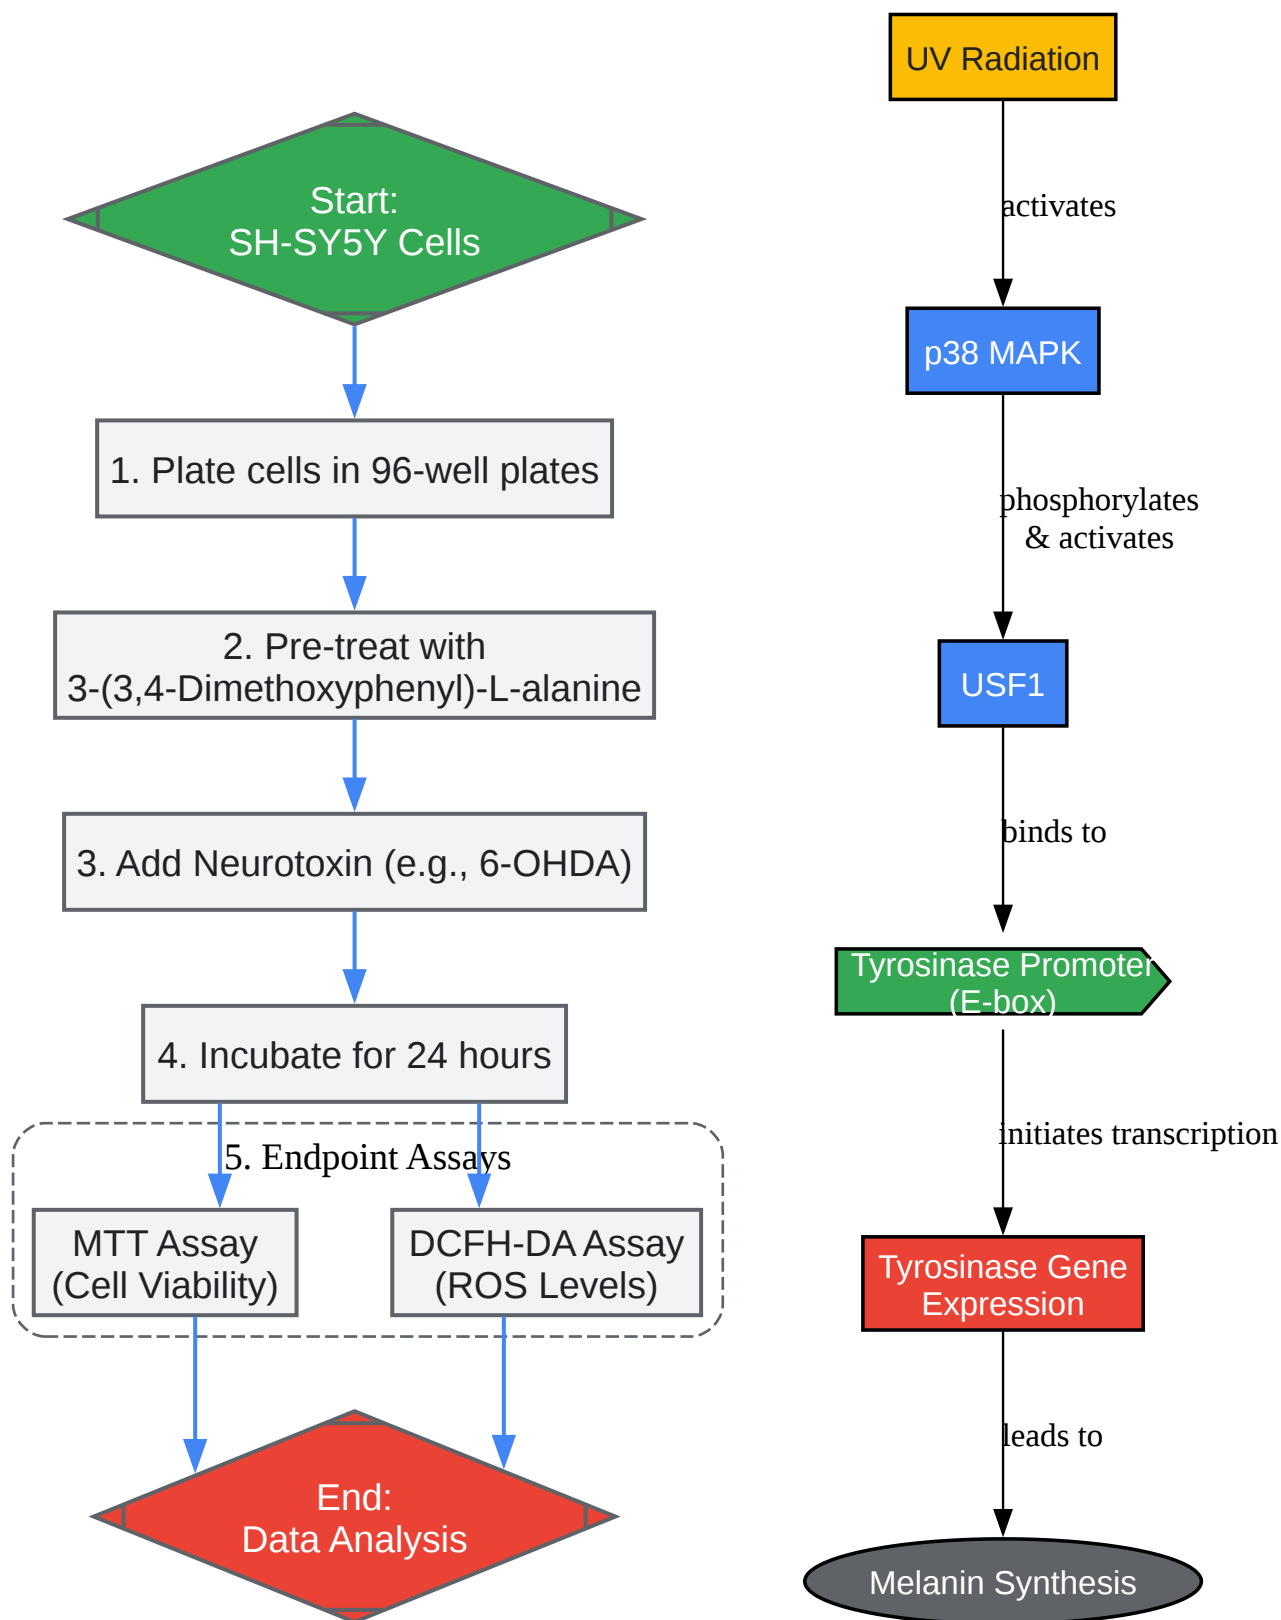 Start:
SH-SY5Y Cells
1. Plate cells in 96-well plates
2. Pre-treat with
3-(3,4-Dimethoxyphenyl)-L-alanine
3. Add Neurotoxin (e.g., 6-OHDA)
4. Incubate for 24 hours
5. Endpoint Assays
MTT Assay
(Cell Viability)
DCFH-DA Assay
(ROS Levels)
End:
Data Analysis
UV Radiation
activates
p38 MAPK
phosphorylates
& activates
USF1
binds to
Tyrosinase Promoter
(E-box)
initiates transcription
Tyrosinase Gene
Expression
leads to
Melanin Synthesis